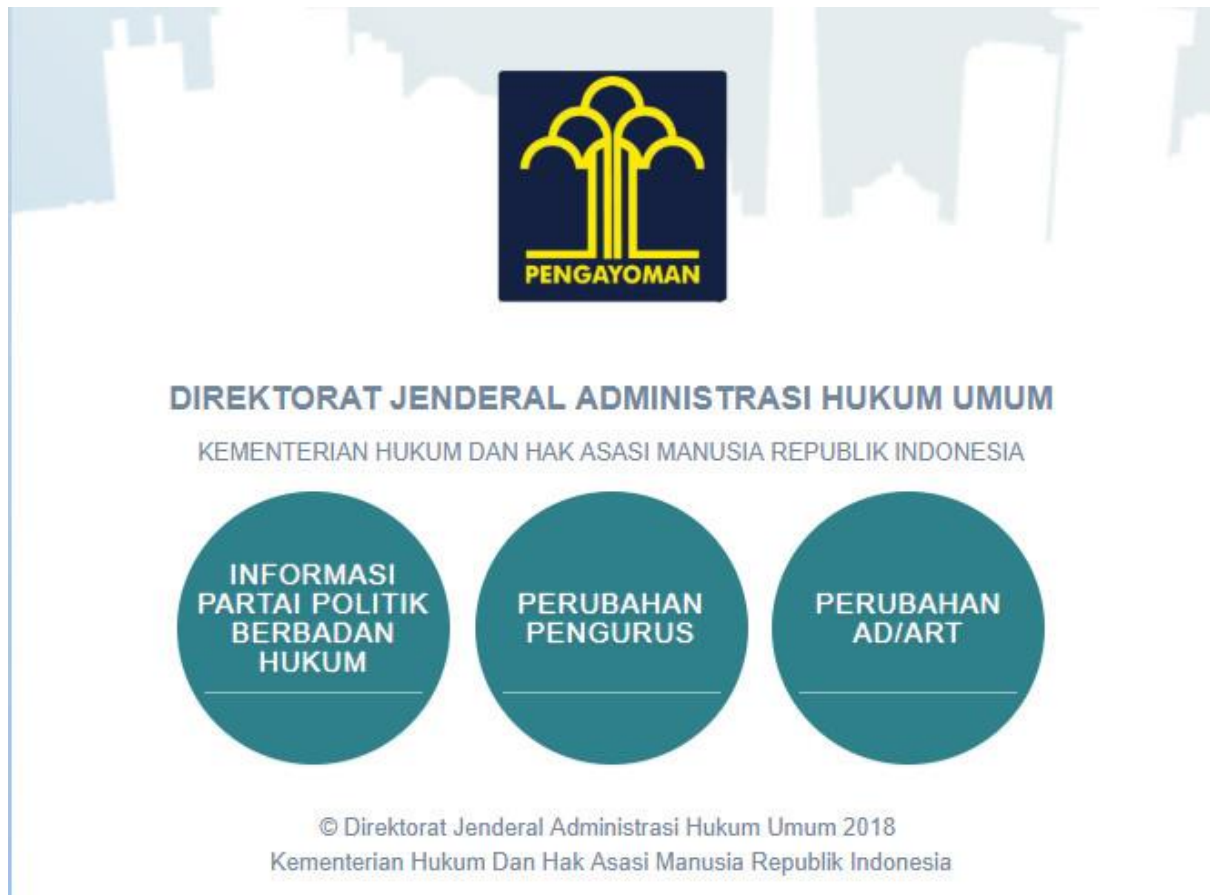 PENGAYOMAN
DIREKTORAT JENDERAL ADMINISTRASI HUKUM UMUM
KEMENTERIAN HUKUM DAN HAK ASASI MANUSIA REPUBLIK INDONESIA
INFORMASI
PARTAI POLITIK
BERBADAN
HUKUM
PERUBAHAN
PENGURUS
PERUBAHAN
AD/ART
© Direktorat Jenderal Administrasi Hukum Umum 2018
Kementerian Hukum Dan Hak Asasi Manusia Republik Indonesia